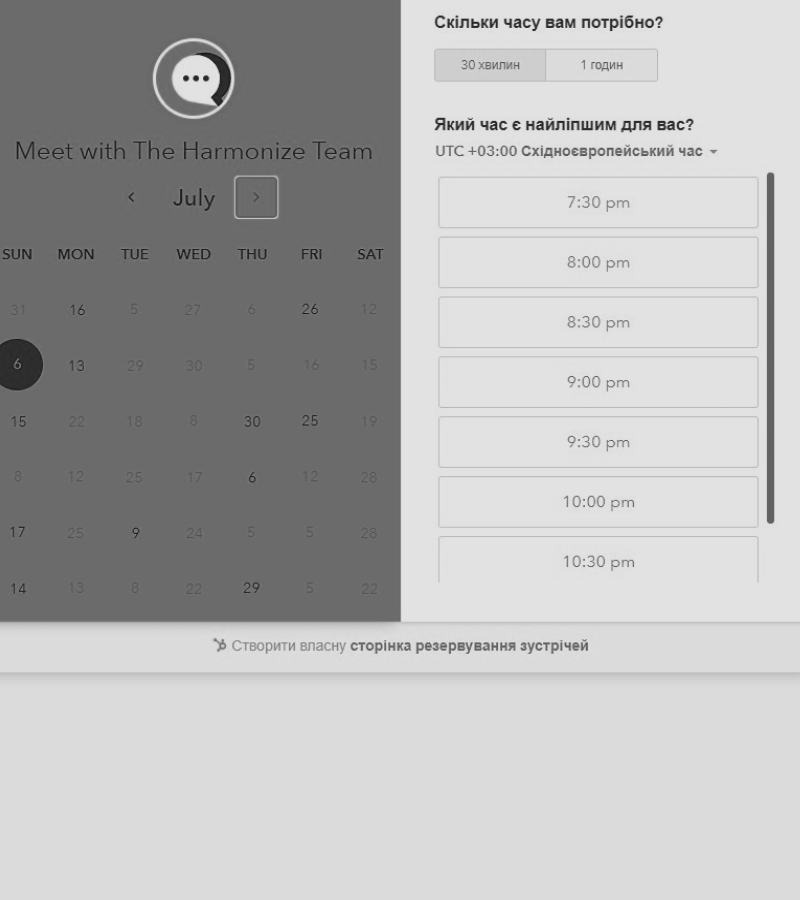 Meet with The Harmonize Team
July
SUN MON TUE WED THU FRI SAT
31 16 5 27 6 26 12
6 13 29 30 5 16 15
15 22 18 8 30 25 19
8 12 25 17 6 12 28
17 25 9 24 5 5 28
14 13 8 22 29 5 22
Скільки часу вам потрібно?
30 хвилин 1 годин
Який час є найліпшим для вас?
UTC +03:00 Східноєвропейський час
7:30 pm
8:00 pm
8:30 pm
9:00 pm
9:30 pm
10:00 pm
10:30 pm
Створити власну сторінка резервування зустрічей